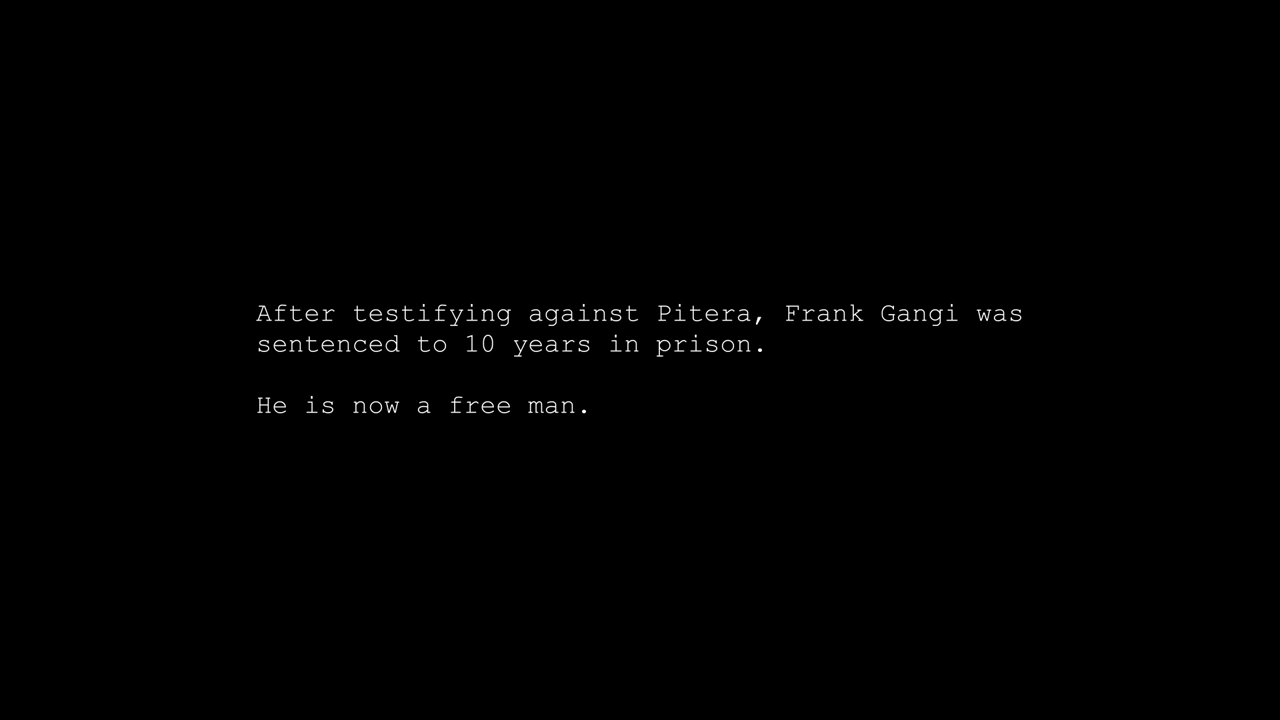 After testifying against Pitera, Frank Gangi was
sentenced to 10 years in prison.
He is now a free man.